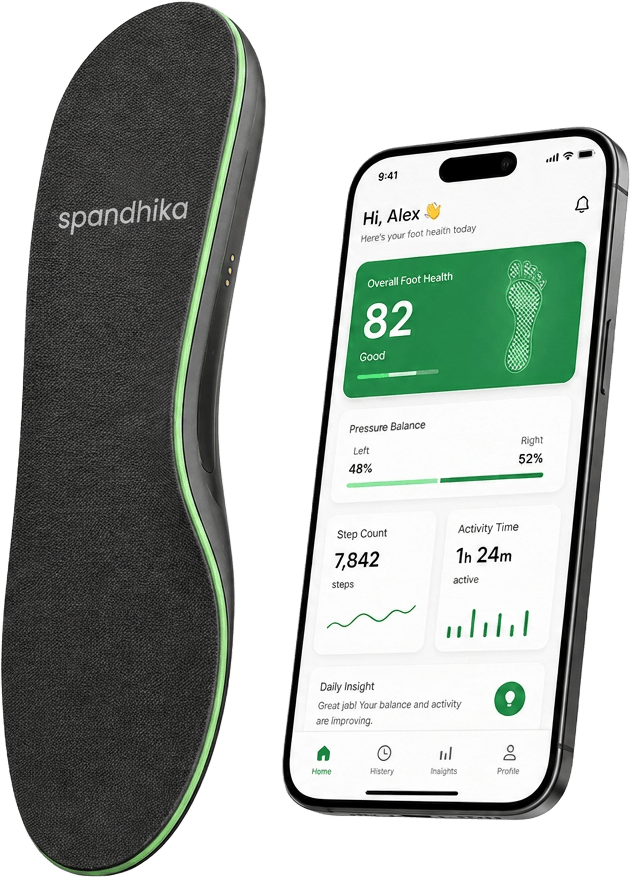 spandhika
9:41
Hi, Alex 👋
Here's your foot health today
Overall Foot Health
82
Good
Pressure Balance
Left
Right
48%
52%
Step Count
7,842
steps
Activity Time
1h 24m
active
Daily Insight
Great jab! Your balance and activity
are improving.
Home
Histery
Insights
Profile